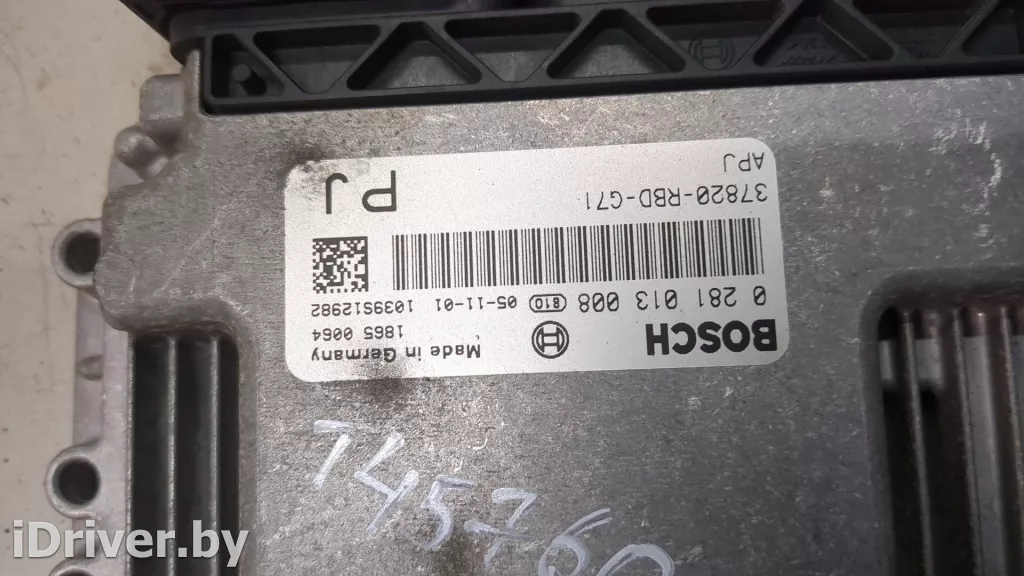 BOSCH
Made in Germany
1865 0064
0 281 013 008 810 05-11-01 1039S12982
37820-RBD-G71
APJ
PJ
T45760
iDriver.by